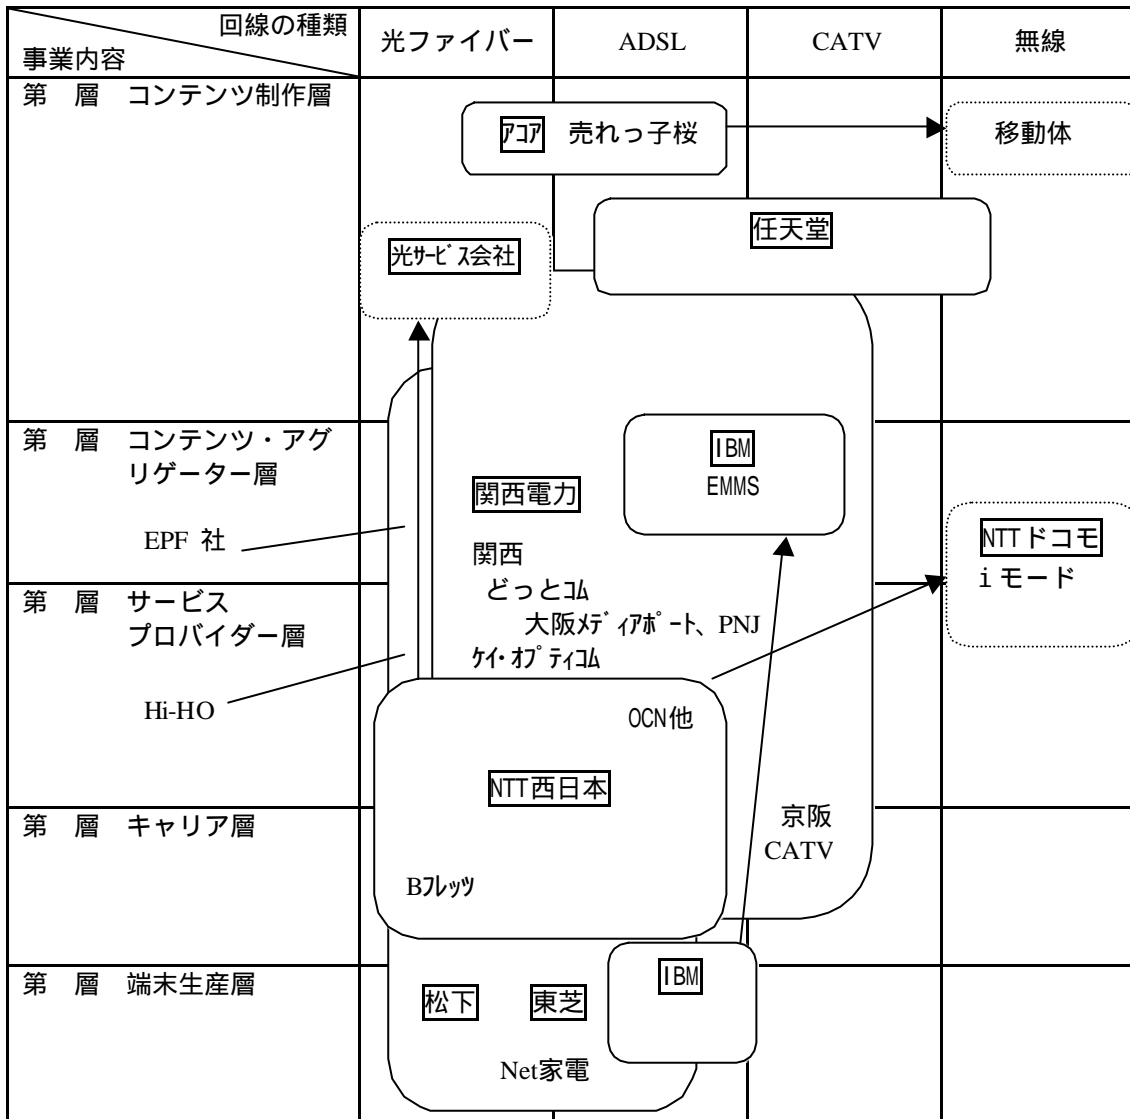 回線の種類
事業内容
光ファイバー
ADSL
CATV
無線
第　層　コンテンツ制作層
ｱｺｱ　売れっ子桜
移動体
任天堂
光ｻｰﾋﾞｽ会社
第　層　コンテンツ・アグ
リゲーター層
IBM
EMMS
関西電力
EPF 社
NTTドコモ
iモード
関西
どっとｺﾑ
大阪ﾒﾃﾞｨｱﾎﾟｰﾄ、PNJ
ｹｲ・ｵﾌﾟﾃｨｺﾑ
第　層　サービス
プロバイダー層
Hi-HO
OCN他
NTT西日本
第　層　キャリア層
京阪
CATV
Bﾌﾚｯﾂ
第　層　端末生産層
IBM
松下
東芝
Net家電